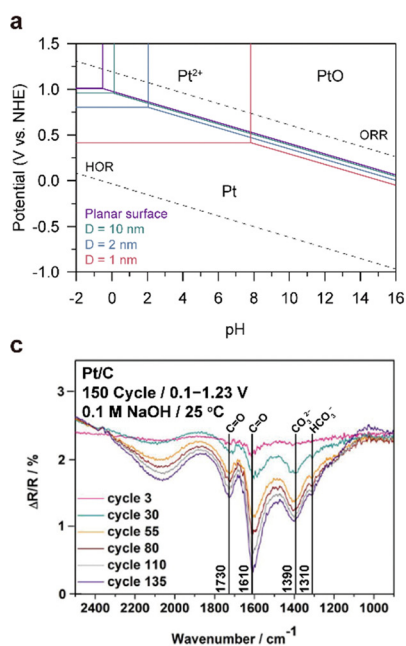 a
1.5
1.0
0.5
0.0
-0.5
-1.0
Potential (V vs. NHE)
Pt²⁺
PtO
ORR
HOR
Pt
Planar surface
D = 10 nm
D = 2 nm
D = 1 nm
-2 0 2 4 6 8 10 12 14 16
pH
c
Pt/C
150 Cycle / 0.1−1.23 V
0.1 M NaOH / 25 °C
C=O
C=O
CO₃²⁻
HCO₃⁻
3
2
1
0
ΔR/R / %
cycle 3
cycle 30
cycle 55
cycle 80
cycle 110
cycle 135
1730
1610
1390
1310
2500 2000 1800 1600 1400 1200 1000
Wavenumber / cm⁻¹